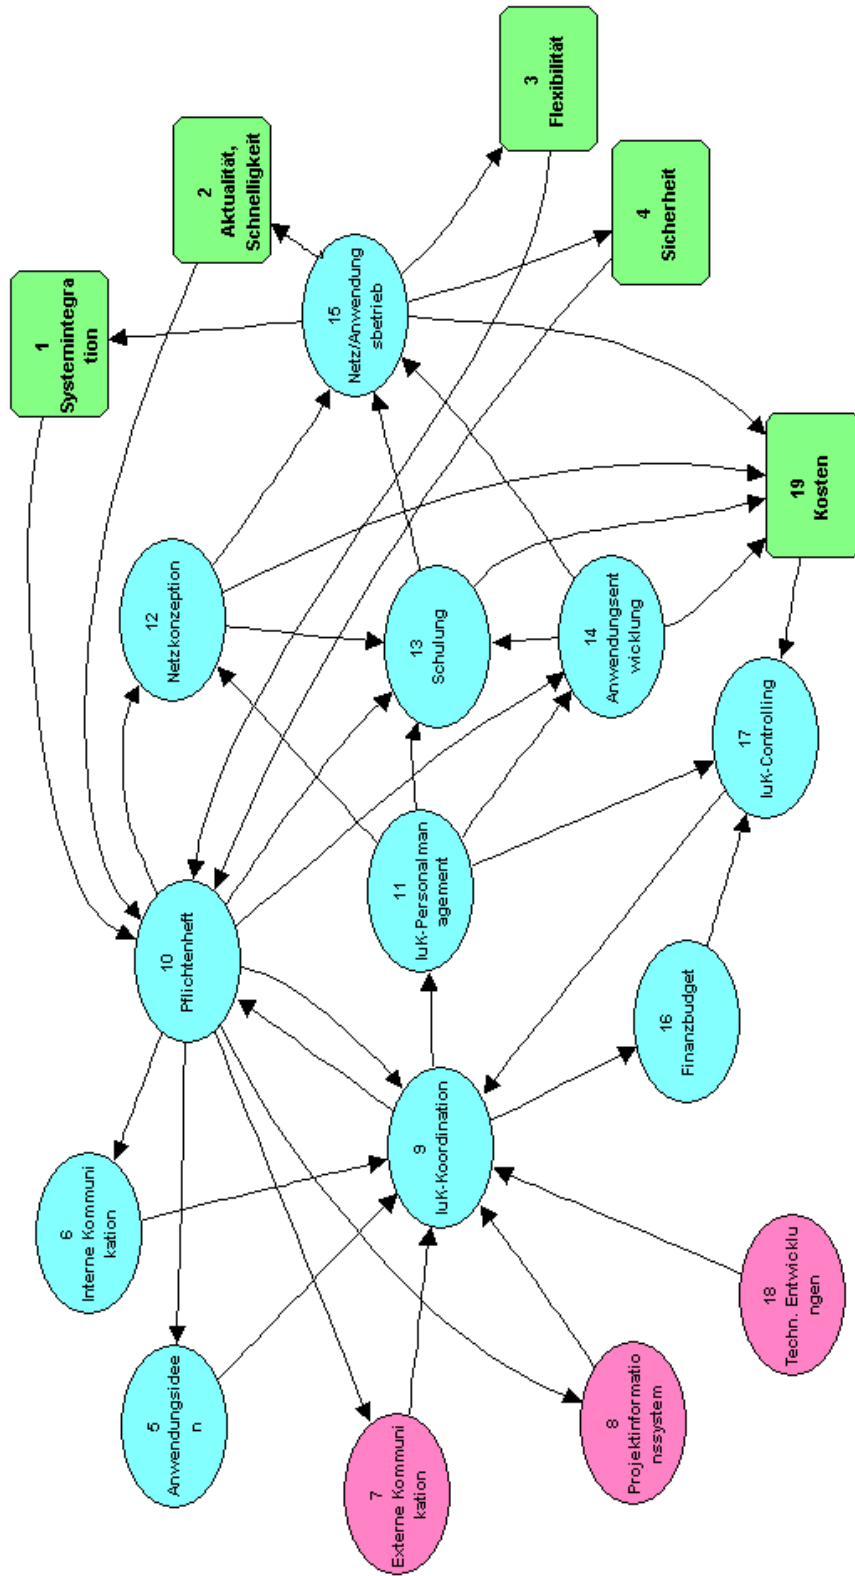 1
Systemintegra
tion
2
Aktualität,
Schnelligkeit
3
Flexibilität
4
Sicherheit
5
Anwendungsidee
n
6
Interne Kommuni
kation
7
Externe Kommuni
kation
8
Projektinformatio
nssystem
9
IuK-Koordination
10
Pflichtenheft
11
IuK-Personalman
agement
12
Netzkonzeption
13
Schulung
14
Anwendungsent
wicklung
15
Netz/Anwendung
sbetrieb
16
Finanzbudget
17
IuK-Controlling
18
Techn. Entwicklu
ngen
19
Kosten